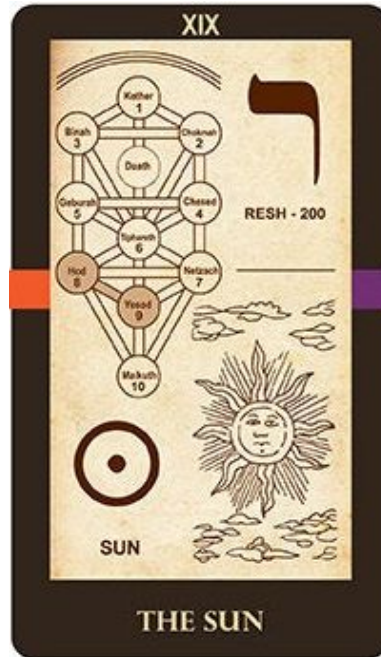 XIX
Kether
1
Binah
3
Chokmah
2
Daath
Geburah
5
Chesed
4
Tiphareth
6
Hod
8
Netzach
7
Yesod
9
Malkuth
10
ר
RESH - 200
SUN
THE SUN